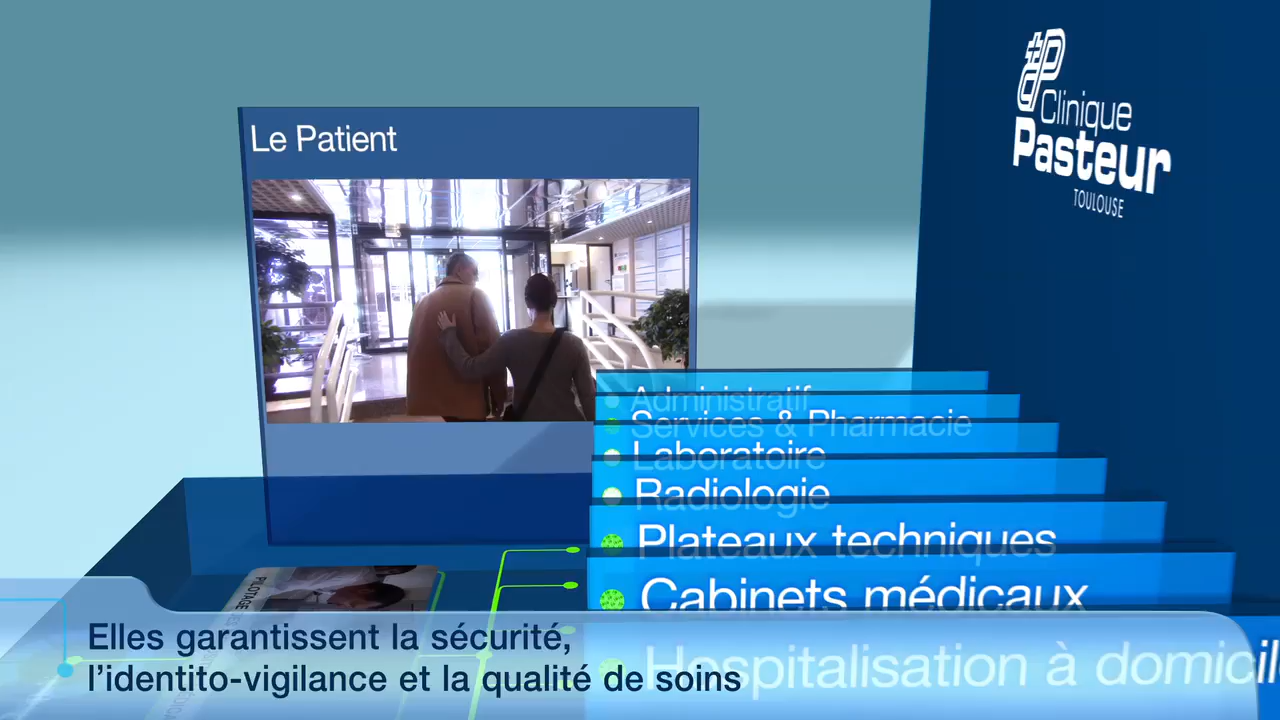 Le Patient
Clinique
Pasteur
TOULOUSE
Administratif
Services & Pharmacie
Laboratoire
Radiologie
Plateaux techniques
Cabinets médicaux
Hospitalisation à domicil
PILOTAGE
Elles garantissent la sécurité,
l’identito-vigilance et la qualité de soins